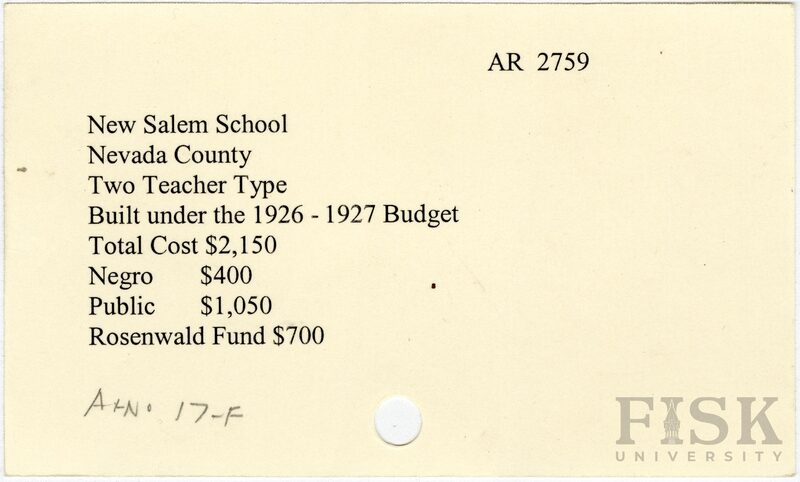 AR 2759
New Salem School
Nevada County
Two Teacher Type
Built under the 1926 - 1927 Budget
Total Cost $2,150
Negro $400
Public $1,050
Rosenwald Fund $700
17-F
FISK
UNIVERSITY